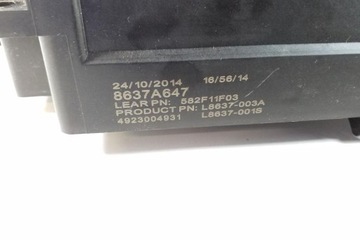 24/10/2014 16/56/14
8637A647
LEAR PN: 582F11F03
PRODUCT PN: L8637-003A
4923004931 L8637-001S